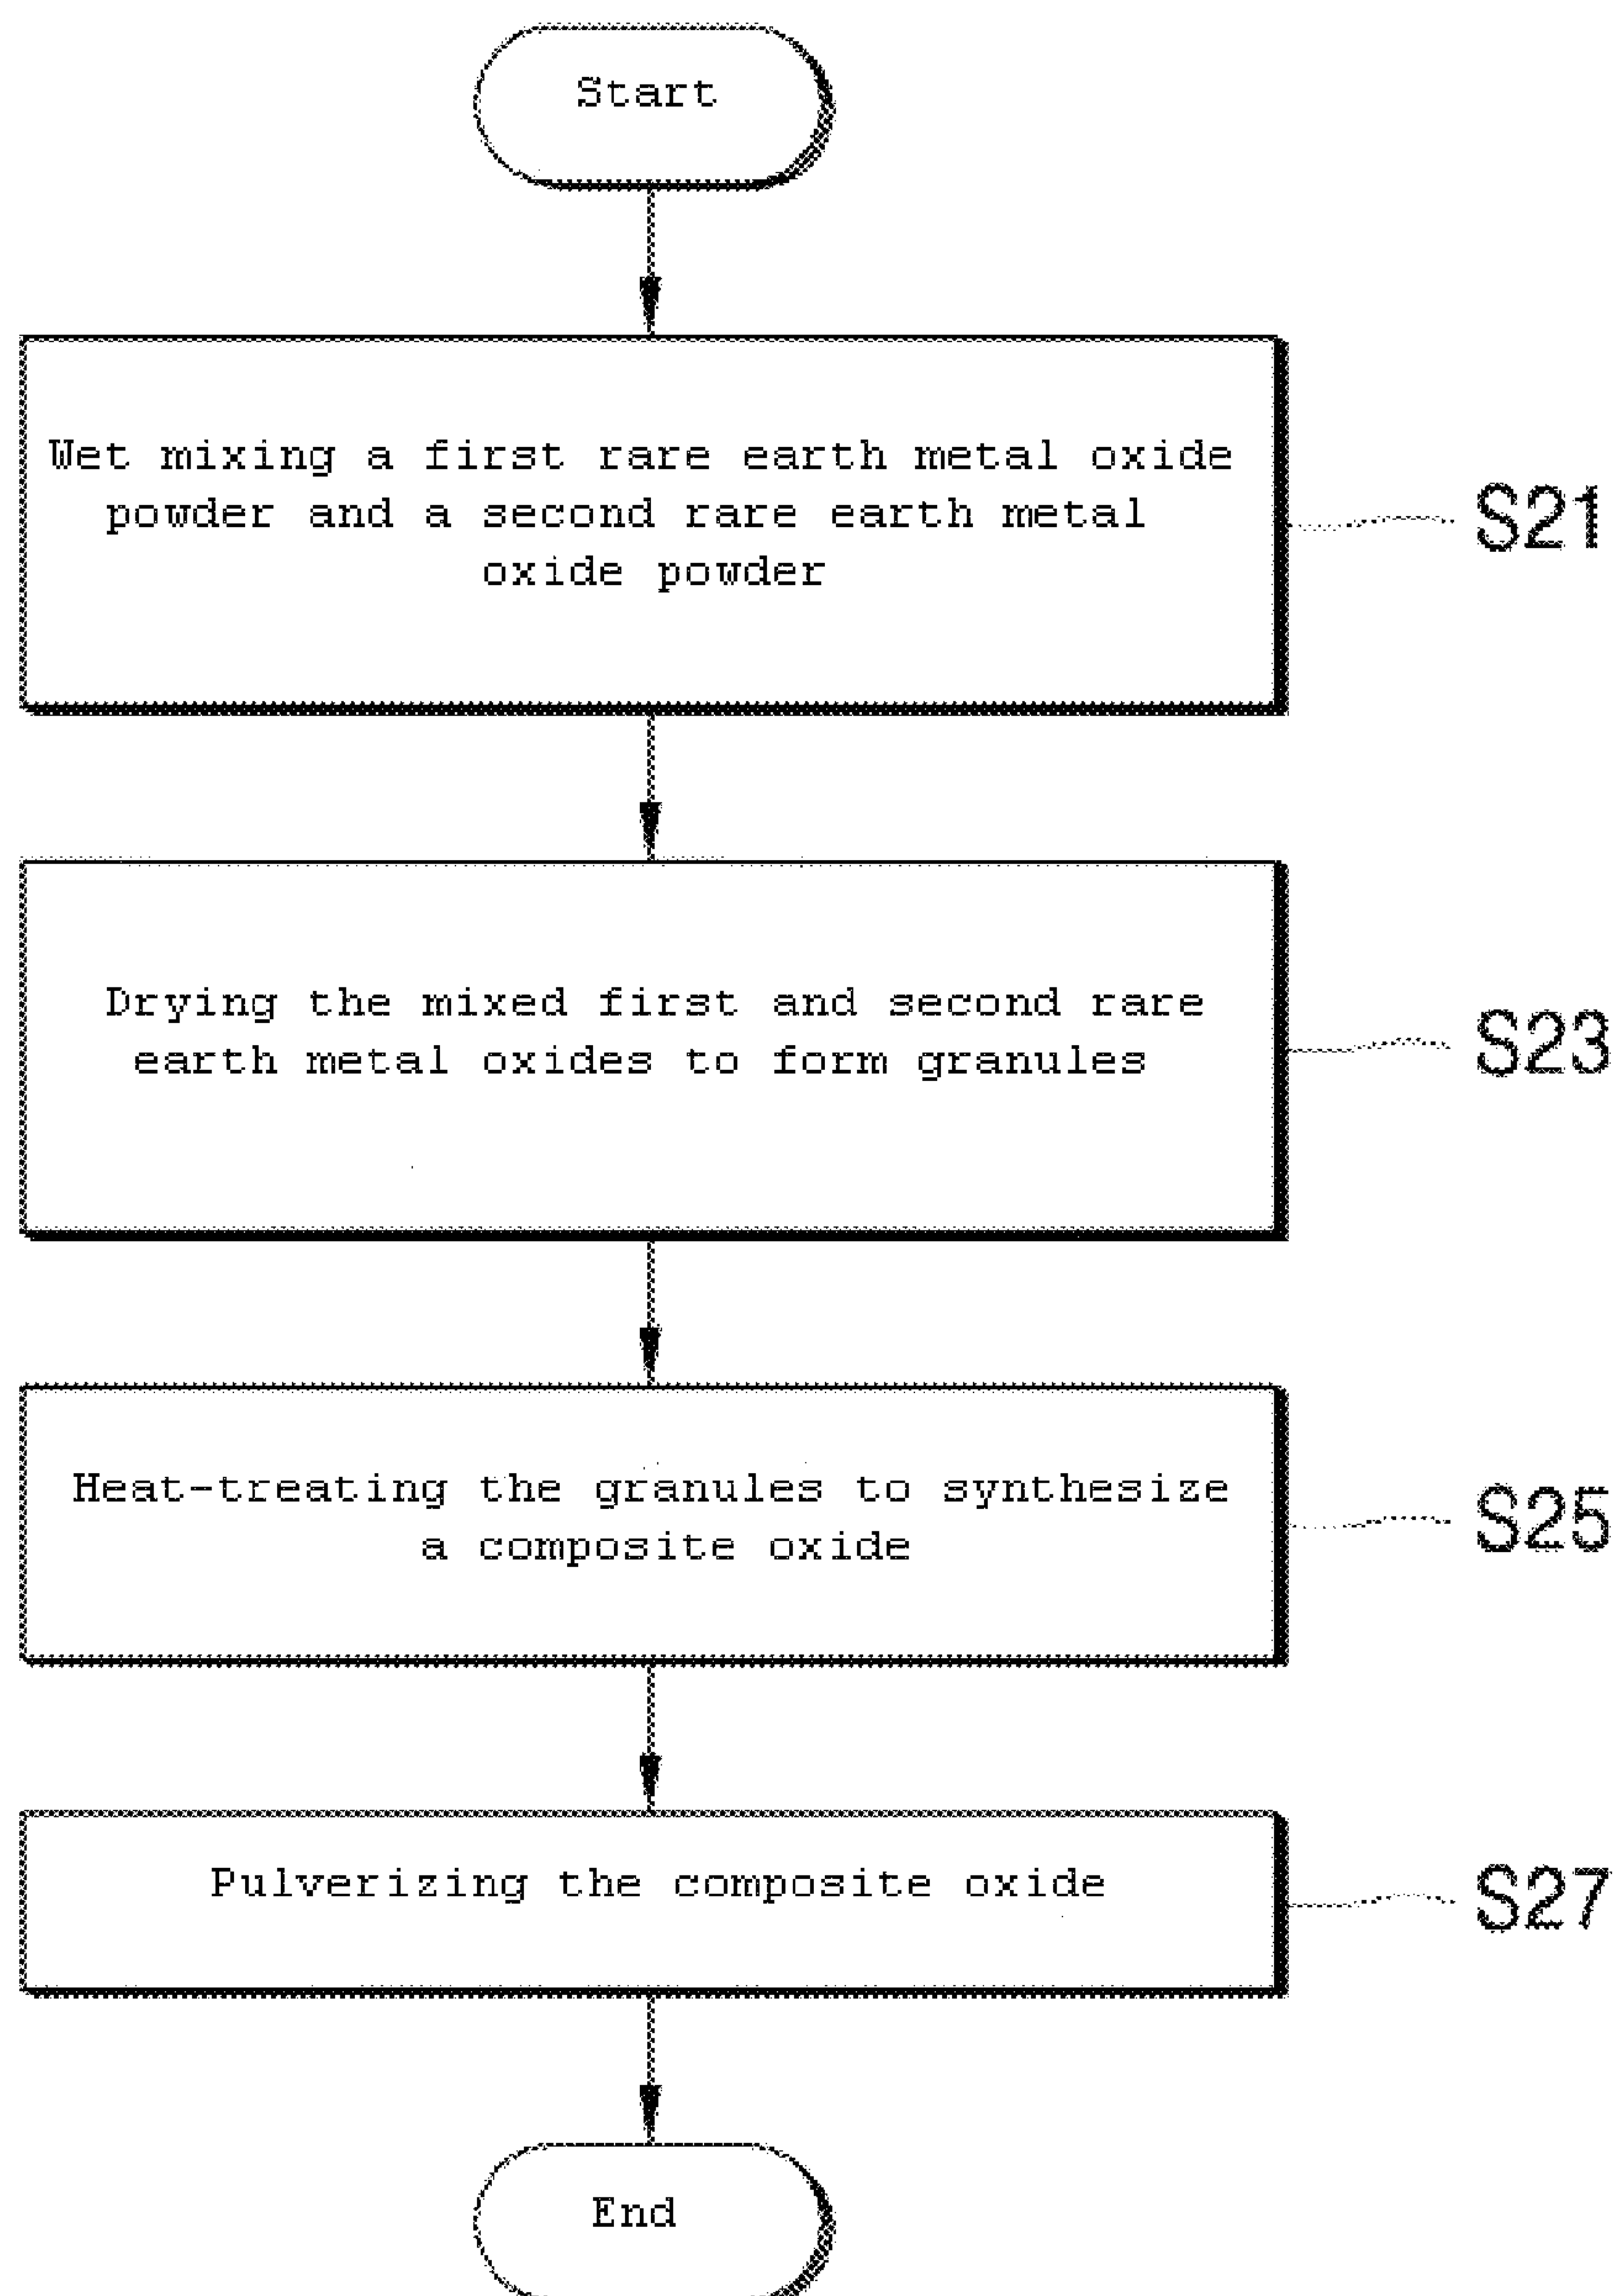 Start
Wet mixing a first rare earth metal oxide
powder and a second rare earth metal
oxide powder
S21
Drying the mixed first and second rare
earth metal oxides to form granules
S23
Heat-treating the granules to synthesize
a composite oxide
S25
Pulverizing the composite oxide
S27
End